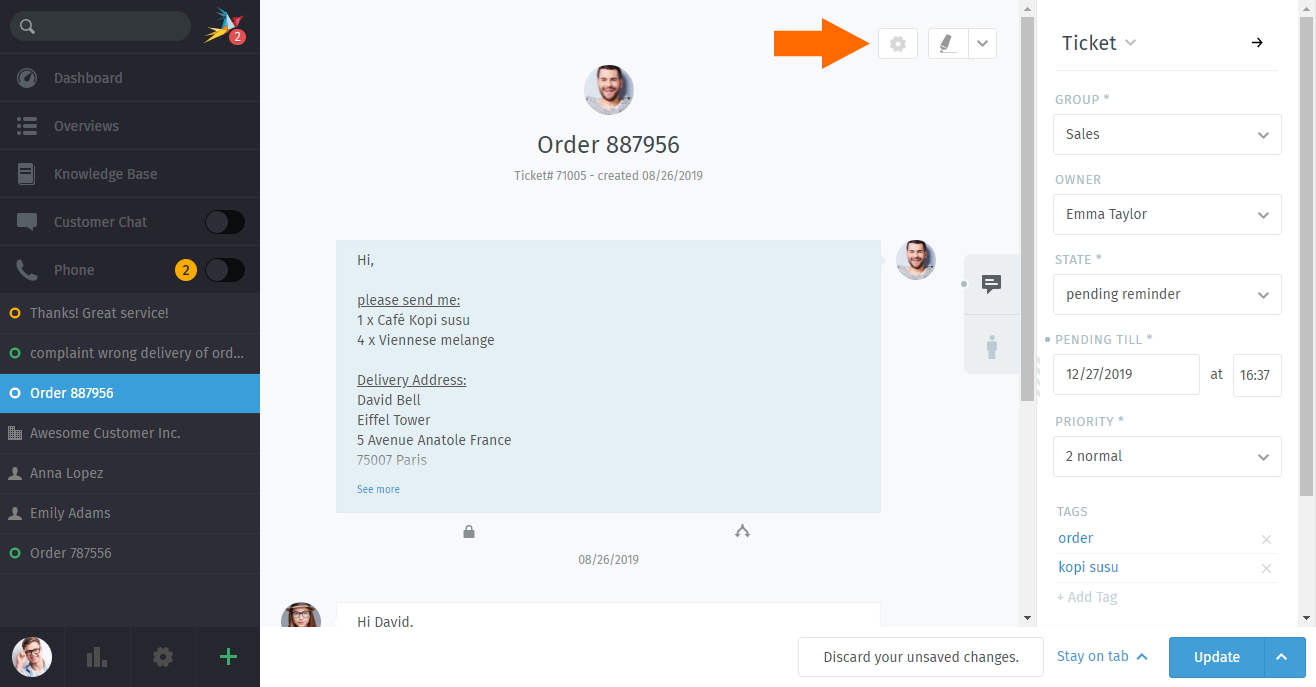 2
Dashboard
Overviews
Knowledge Base
Customer Chat
Phone
2
Thanks! Great service!
complaint wrong delivery of ord...
Order 887956
Awesome Customer Inc.
Anna Lopez
Emily Adams
Order 787556
Order 887956
Ticket# 71005 - created 08/26/2019
Hi,
please send me:
1 x Café Kopi susu
4 x Viennese melange
Delivery Address:
David Bell
Eiffel Tower
5 Avenue Anatole France
75007 Paris
See more
08/26/2019
Hi David.
Ticket
GROUP *
Sales
OWNER
Emma Taylor
STATE *
pending reminder
PENDING TILL *
12/27/2019 at 16:37
PRIORITY *
2 normal
TAGS
order
kopi susu
+ Add Tag
Discard your unsaved changes.
Stay on tab
Update